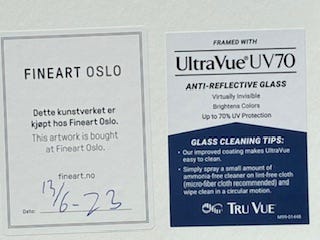 FINEART OSLO
Dette kunstverket er
kjøpt hos Fineart Oslo.
This artwork is bought
at Fineart Oslo.
fineart.no
Dato: 13/6-23
FRAMED WITH
UltraVue® UV70
ANTI-REFLECTIVE GLASS
Virtually Invisible
Brightens Colors
Up to 70% UV Protection
GLASS CLEANING TIPS:
• Our improved coating makes UltraVue
easy to clean.
• Simply spray a small amount of
ammonia-free cleaner on lint-free cloth
(micro-fiber cloth recommended) and
wipe clean in a circular motion.
TRU VUE®
M99-01448